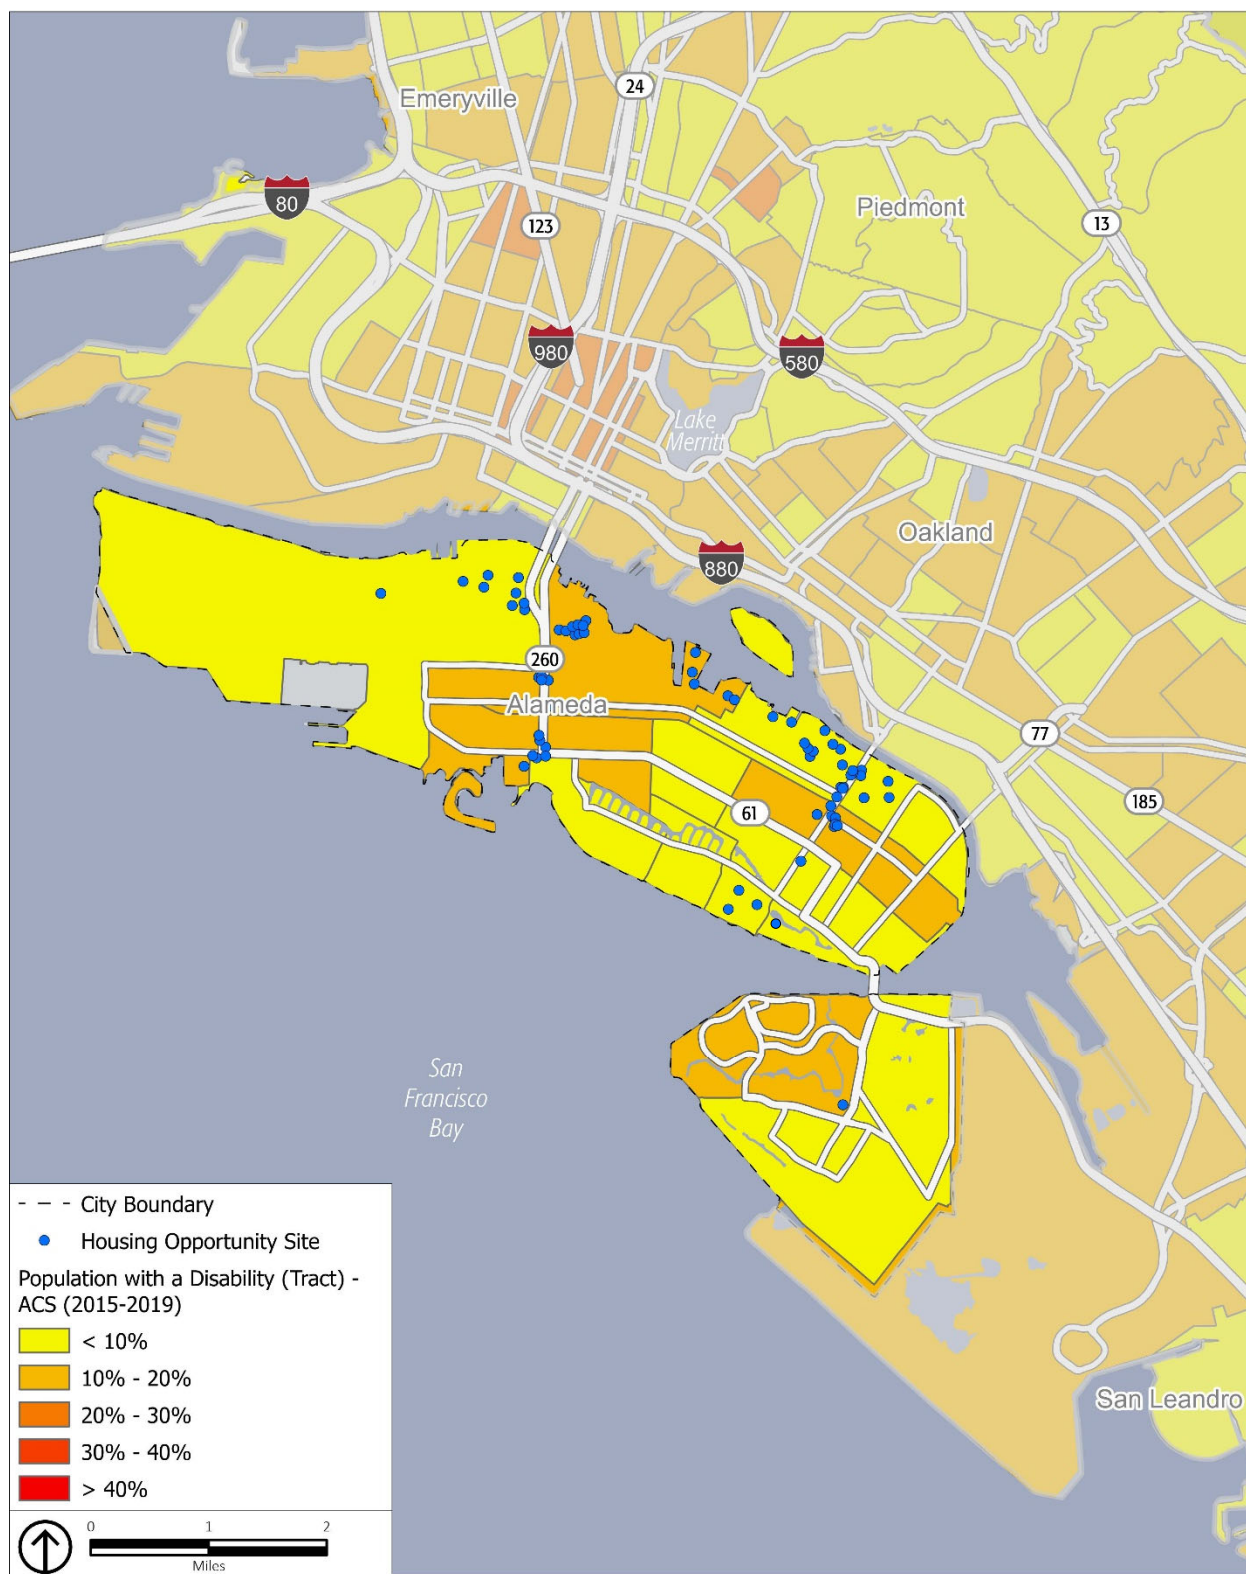 Emeryville
24
80
123
Piedmont
13
980
580
Lake
Merritt
Oakland
880
260
Alameda
77
185
61
San
Francisco
Bay
San Leandro
City Boundary
Housing Opportunity Site
Population with a Disability (Tract) -
ACS (2015-2019)
< 10%
10% - 20%
20% - 30%
30% - 40%
> 40%
0 1 2
Miles